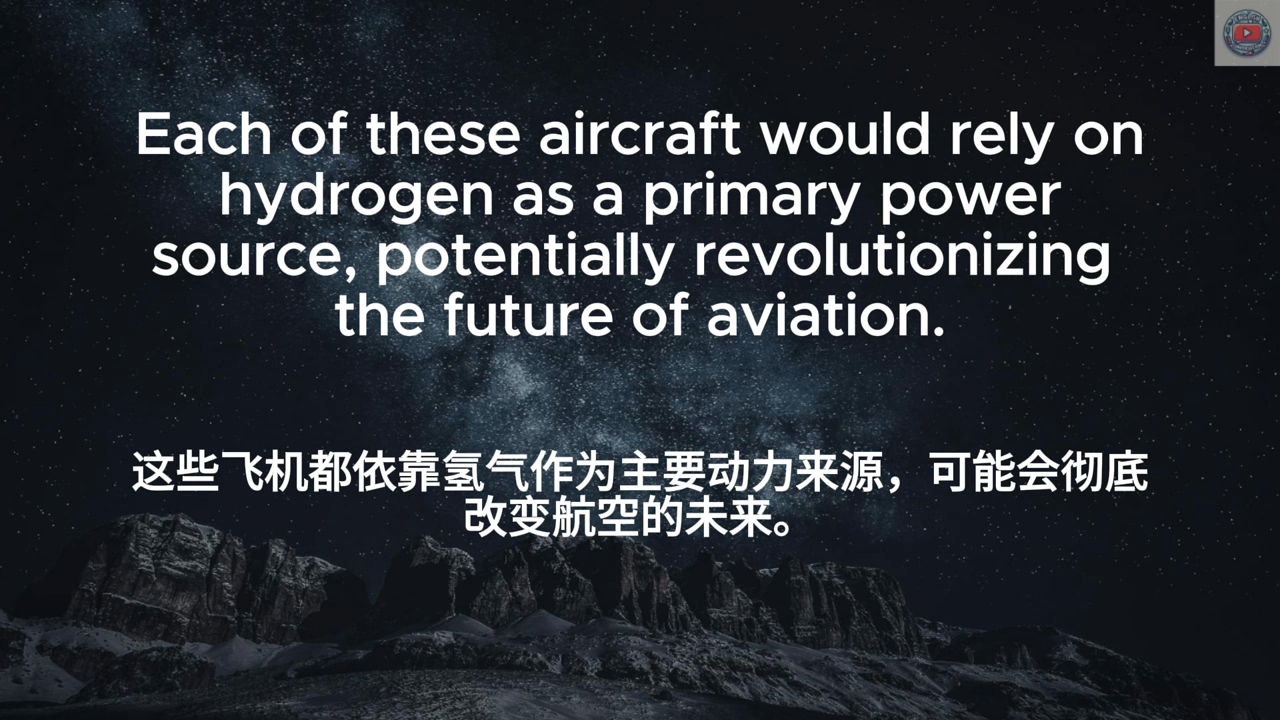 Each of these aircraft would rely on
hydrogen as a primary power
source, potentially revolutionizing
the future of aviation.
这些飞机都依靠氢气作为主要动力来源，可能会彻底
改变航空的未来。